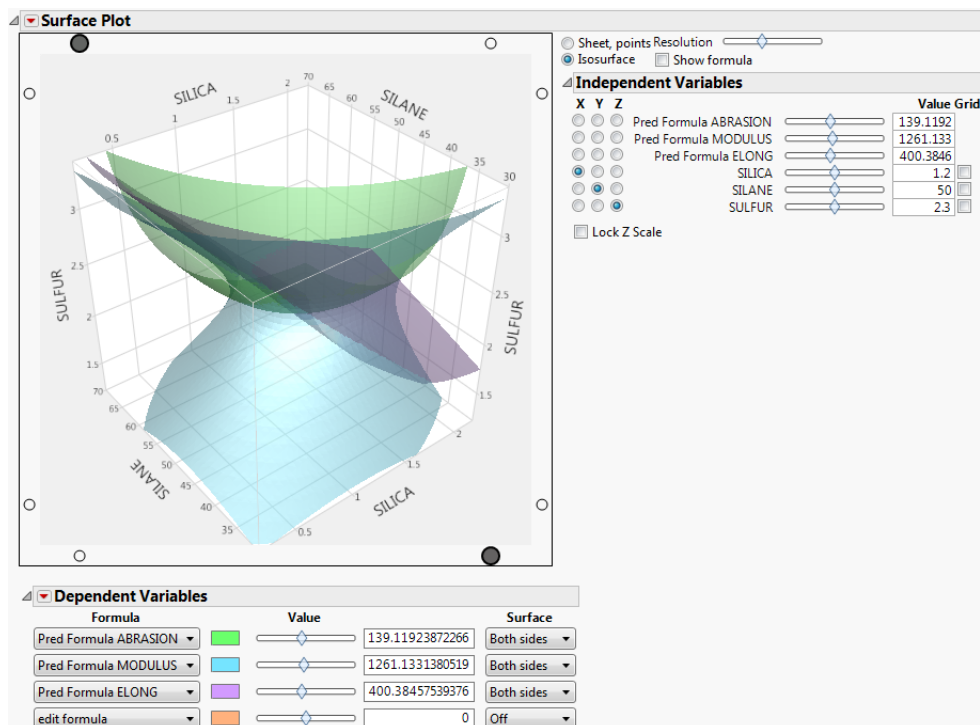 Surface Plot
Sheet, points Resolution
Isosurface Show formula
Independent Variables
X Y Z Value Grid
Pred Formula ABRASION 139.1192
Pred Formula MODULUS 1261.133
Pred Formula ELONG 400.3846
SILICA 1.2
SILANE 50
SULFUR 2.3
Lock Z Scale
SILICA
SILANE
0.5 1 1.5 2
70 65 60 55 50 45 40 35 30
SULFUR
3 2.5 2 1.5
SULFUR
3 2.5 2 1.5
SILANE
70 65 60 55 50 45 40 35
SILICA
0.5 1 1.5 2
Dependent Variables
Formula Value Surface
Pred Formula ABRASION 139.11923872266 Both sides
Pred Formula MODULUS 1261.1331380519 Both sides
Pred Formula ELONG 400.38457539376 Both sides
edit formula 0 Off